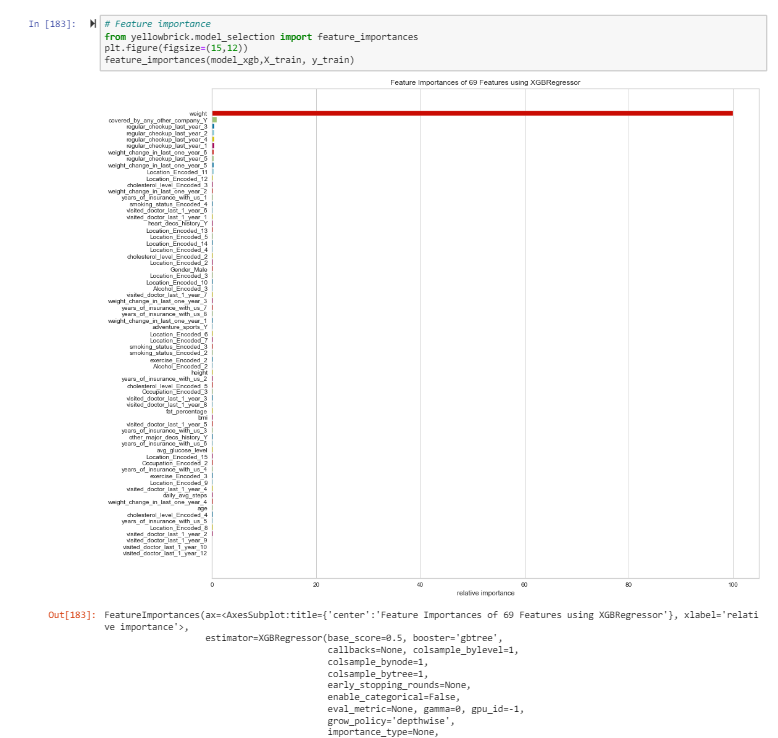 In [183]:
# Feature importance
from yellowbrick.model_selection import feature_importances
plt.figure(figsize=(15,12))
feature_importances(model_xgb,X_train, y_train)
Feature Importances of 69 Features using XGBRegressor
weight
covered_by_any_other_company_Y
regular_checkup_last_year_3
regular_checkup_last_year_2
regular_checkup_last_year_4
regular_checkup_last_year_1
weight_change_in_last_one_year_6
regular_checkup_last_year_5
weight_change_in_last_one_year_5
Location_Encoded_11
Location_Encoded_12
cholesterol_level_Encoded_3
weight_change_in_last_one_year_2
years_of_insurance_with_us_1
smoking_status_Encoded_4
visited_doctor_last_1_year_6
visited_doctor_last_1_year_1
heart_decs_history_Y
Location_Encoded_13
Location_Encoded_5
Location_Encoded_14
Location_Encoded_4
cholesterol_level_Encoded_2
Location_Encoded_2
Gender_Male
Location_Encoded_3
Location_Encoded_10
Alcohol_Encoded_3
visited_doctor_last_1_year_7
weight_change_in_last_one_year_3
years_of_insurance_with_us_7
years_of_insurance_with_us_8
weight_change_in_last_one_year_1
adventure_sports_Y
Location_Encoded_6
Location_Encoded_7
smoking_status_Encoded_3
smoking_status_Encoded_2
exercise_Encoded_2
Alcohol_Encoded_2
height
years_of_insurance_with_us_2
cholesterol_level_Encoded_5
Occupation_Encoded_3
visited_doctor_last_1_year_3
visited_doctor_last_1_year_8
fat_percentage
bmi
visited_doctor_last_1_year_5
years_of_insurance_with_us_3
other_major_decs_history_Y
years_of_insurance_with_us_6
avg_glucose_level
Location_Encoded_15
Occupation_Encoded_2
years_of_insurance_with_us_4
exercise_Encoded_3
Location_Encoded_9
visited_doctor_last_1_year_4
daily_avg_steps
weight_change_in_last_one_year_4
age
cholesterol_level_Encoded_4
years_of_insurance_with_us_5
Location_Encoded_8
visited_doctor_last_1_year_2
visited_doctor_last_1_year_9
visited_doctor_last_1_year_10
visited_doctor_last_1_year_12
0 20 40 60 80 100
relative importance
Out[183]: FeatureImportances(ax=<AxesSubplot:title={'center':'Feature Importances of 69 Features using XGBRegressor'}, xlabel='relati
ve importance'>,
estimator=XGBRegressor(base_score=0.5, booster='gbtree',
callbacks=None, colsample_bylevel=1,
colsample_bynode=1,
colsample_bytree=1,
early_stopping_rounds=None,
enable_categorical=False,
eval_metric=None, gamma=0, gpu_id=-1,
grow_policy='depthwise',
importance_type=None,